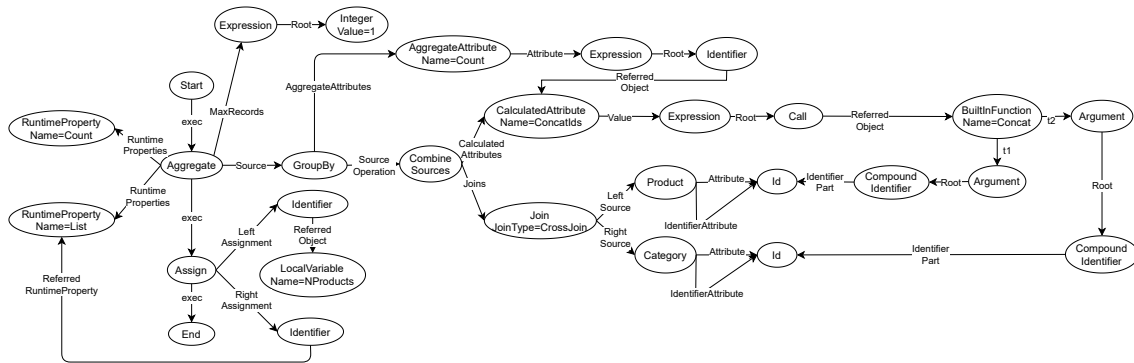 Expression
Root
Integer
Value=1
AggregateAttribute
Name=Count
Attribute
Expression
Root
Identifier
Start
exec
MaxRecords
AggregateAttributes
Referred
Object
RuntimeProperty
Name=Count
Runtime
Properties
CalculatedAttribute
Name=ConcatIds
Value
Expression
Root
Call
Referred
Object
BuiltInFunction
Name=Concat
t2
Argument
Calculated
Attributes
t1
Aggregate
Source
GroupBy
Source
Operation
Combine
Sources
Runtime
Properties
Joins
Product
Attribute
Id
Identifier
Part
Compound
Identifier
Root
Argument
Root
RuntimeProperty
Name=List
exec
Identifier
Left
Assignment
Referred
Object
Join
JoinType=CrossJoin
Left
Source
IdentifierAttribute
Right
Source
Category
Attribute
Id
Identifier
Part
Compound
Identifier
IdentifierAttribute
Assign
LocalVariable
Name=NProducts
Referred
RuntimeProperty
exec
Right
Assignment
End
Identifier